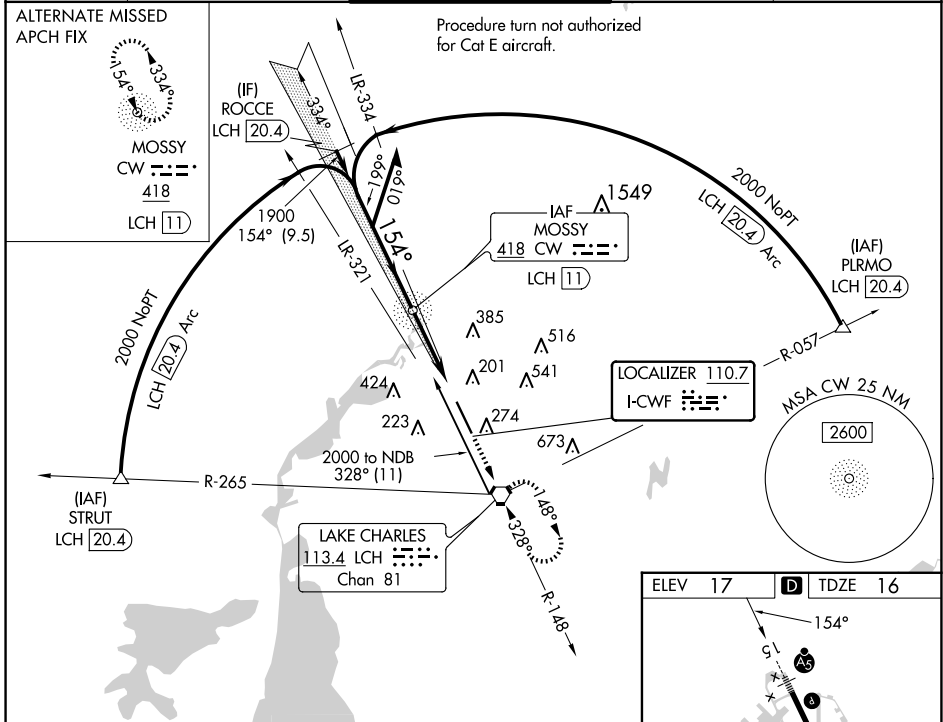 ALTERNATE MISSED
APCH FIX
154°
334°
MOSSY
CW
418
LCH 11
Procedure turn not authorized
for Cat E aircraft.
(IF)
ROCCE
LCH 20.4
334°
LR-334
199°
019°
154°
1900
154° (9.5)
LR-321
2000 NoPT
LCH 20.4 Arc
1549
IAF
MOSSY
418 CW
LCH 11
2000 NoPT
LCH 20.4 Arc
(IAF)
PLRMO
LCH 20.4
R-057
385
516
201
541
424
223
274
673
LOCALIZER 110.7
I-CWF
MSA CW 25 NM
2600
2000 to NDB
328° (11)
R-265
(IAF)
STRUT
LCH 20.4
LAKE CHARLES
113.4 LCH
Chan 81
148°
328°
R-148
N
ELEV 17 D TDZE 16
154°
15
A5
P